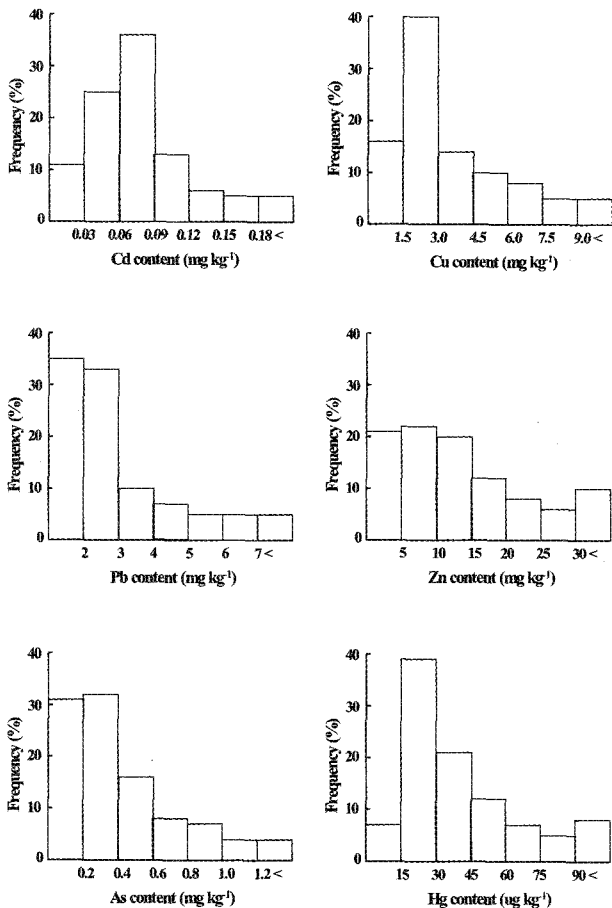 40
30
20
10
0
Frequency (%)
0.03 0.06 0.09 0.12 0.15 0.18 <
Cd content (mg kg⁻¹)
40
30
20
10
0
Frequency (%)
1.5 3.0 4.5 6.0 7.5 9.0 <
Cu content (mg kg⁻¹)
40
30
20
10
0
Frequency (%)
2 3 4 5 6 7 <
Pb content (mg kg⁻¹)
40
30
20
10
0
Frequency (%)
5 10 15 20 25 30 <
Zn content (mg kg⁻¹)
40
30
20
10
0
Frequency (%)
0.2 0.4 0.6 0.8 1.0 1.2 <
As content (mg kg⁻¹)
40
30
20
10
0
Frequency (%)
15 30 45 60 75 90 <
Hg content (ug kg⁻¹)